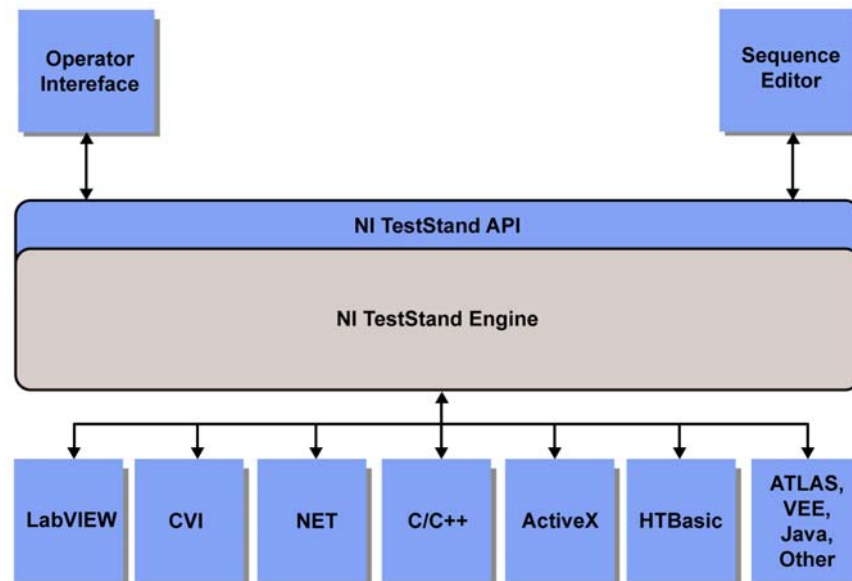 Operator
Intereface
Sequence
Editor
NI TestStand API
NI TestStand Engine
LabVIEW
CVI
NET
C/C++
ActiveX
HTBasic
ATLAS,
VEE,
Java,
Other